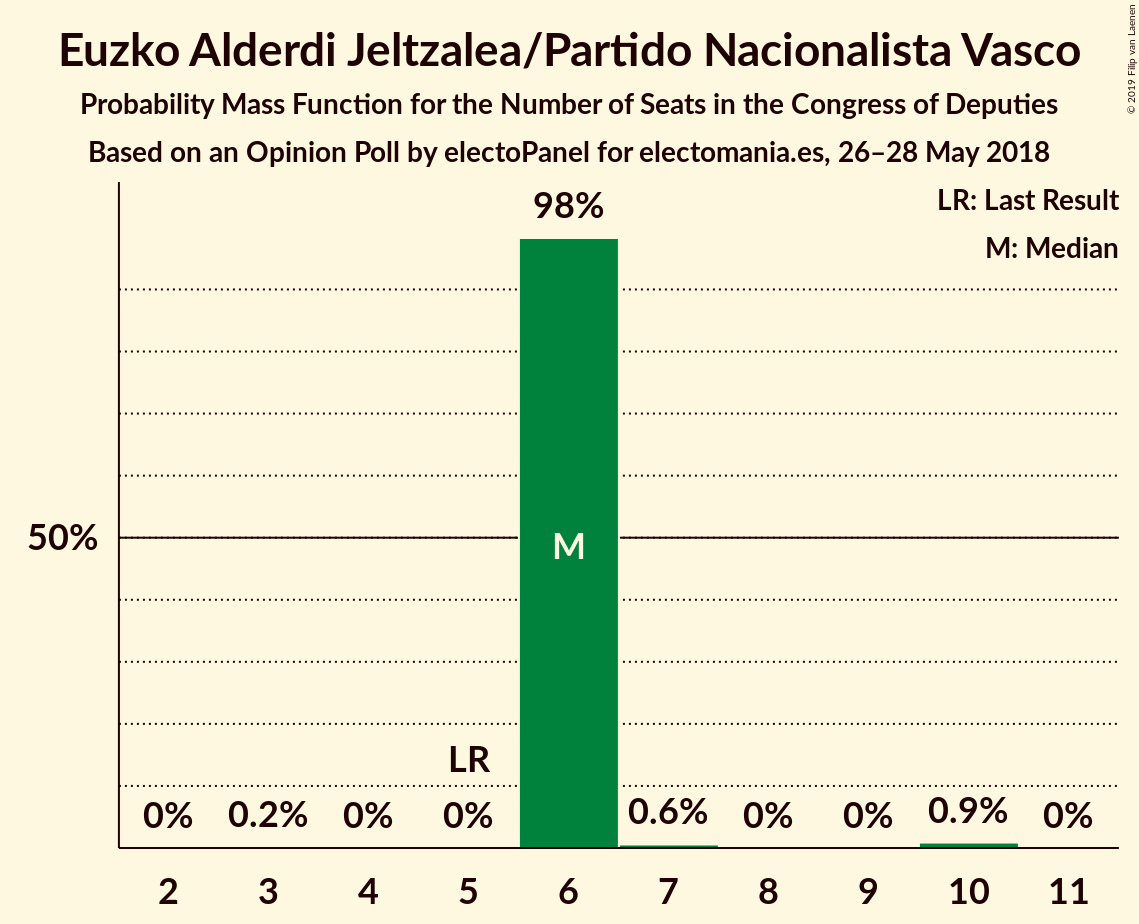 Euzko Alderdi Jeltzalea/Partido Nacionalista Vasco
Probability Mass Function for the Number of Seats in the Congress of Deputies
Based on an Opinion Poll by electoPanel for electomania.es, 26–28 May 2018
© 2019 Filip van Laenen
LR: Last Result
M: Median
98%
50%
M
LR
0% 0.2% 0% 0% 0.6% 0% 0% 0.9% 0%
2 3 4 5 6 7 8 9 10 11